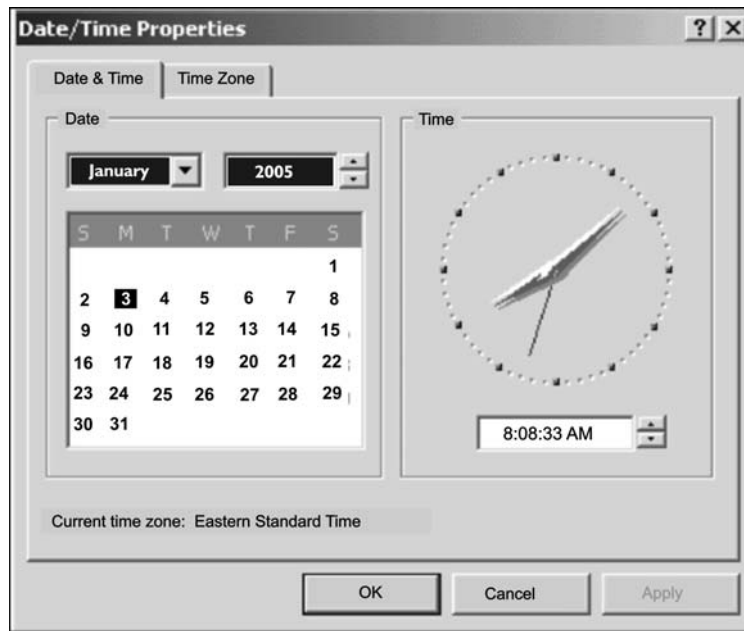 Date/Time Properties
Date & Time Time Zone
Date
January 2005
S M T W T F S
1
2 3 4 5 6 7 8
9 10 11 12 13 14 15
16 17 18 19 20 21 22
23 24 25 26 27 28 29
30 31
Time
8:08:33 AM
Current time zone: Eastern Standard Time
OK Cancel Apply